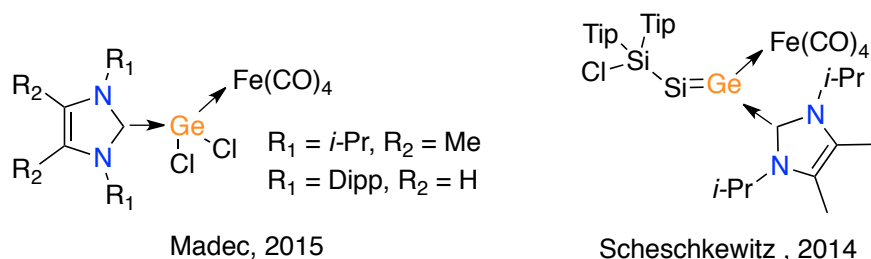 R₁
R₂
N
Fe(CO)₄
Ge
Cl
Cl
R₂
N
R₁
R₁ = i-Pr, R₂ = Me
R₁ = Dipp, R₂ = H
Madec, 2015
Tip
Tip
Cl
Si
Si=Ge
Fe(CO)₄
i-Pr
N
N
i-Pr
Scheschkewitz , 2014